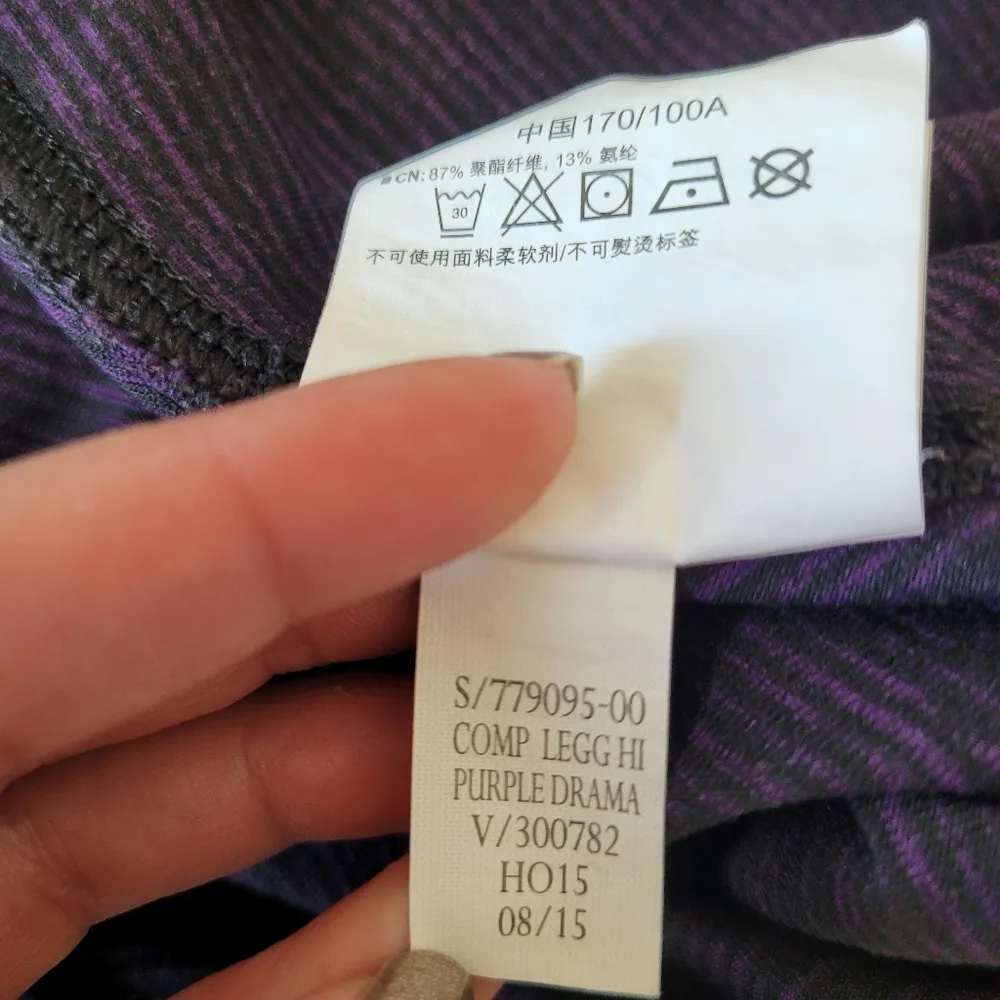 中国170/100A
CN: 87% 聚酯纤维, 13% 氨纶
30
不可使用面料柔软剂/不可熨烫标签
S/779095-00
COMP LEGG HI
PURPLE DRAMA
V/300782
HO15
08/15